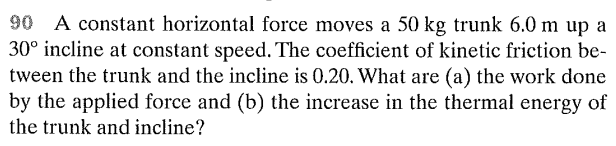 90 A constant horizontal force moves a 50 kg trunk 6.0 m up a
30° incline at constant speed. The coefficient of kinetic friction be-
tween the trunk and the incline is 0.20. What are (a) the work done
by the applied force and (b) the increase in the thermal energy of
the trunk and incline?